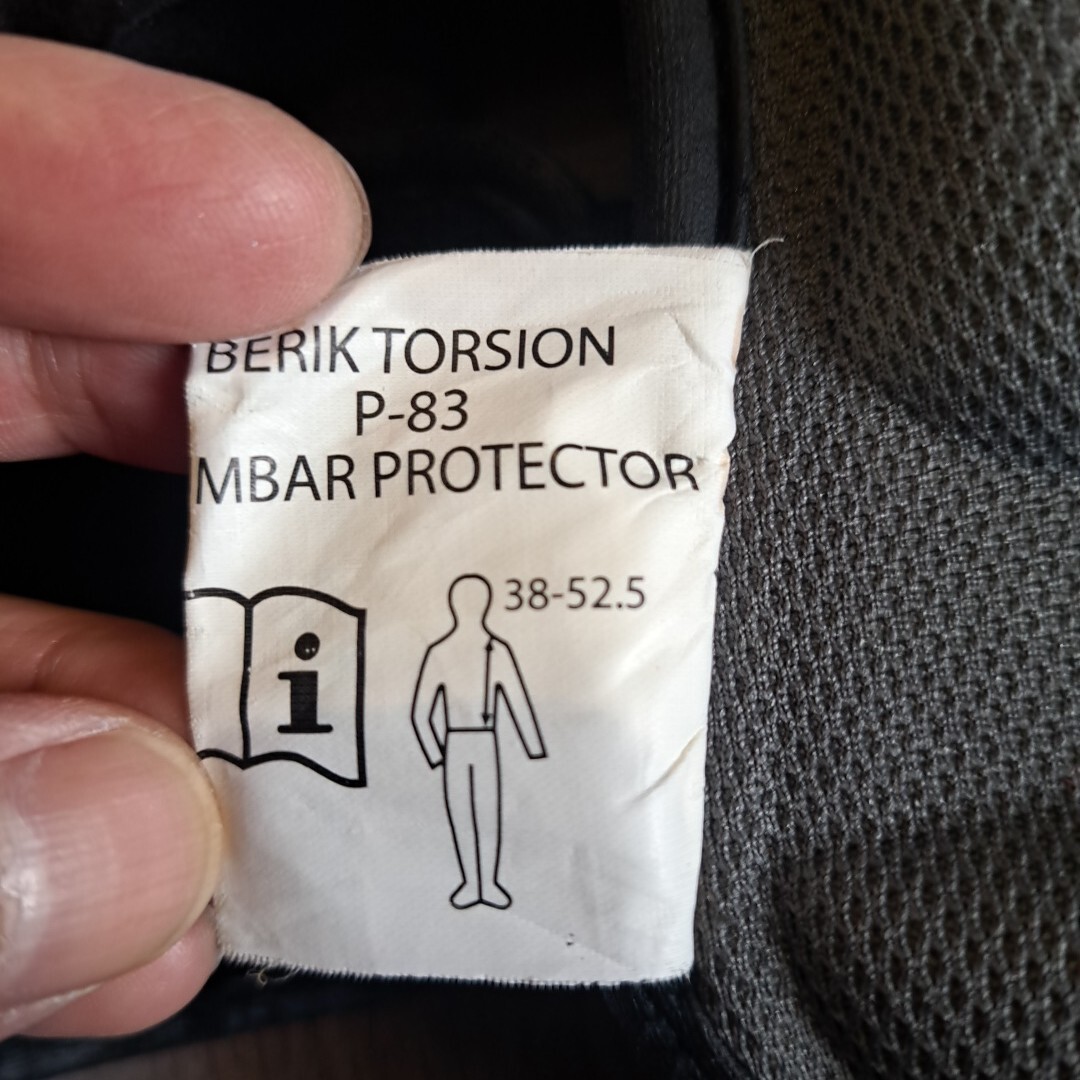 BERIK TORSION
P-83
MBAR PROTECTOR
38-52.5
i